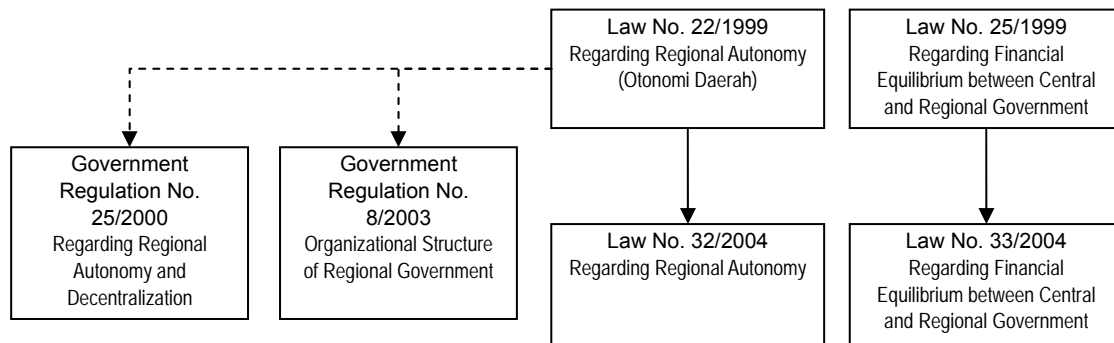 Law No. 22/1999
Regarding Regional Autonomy
(Otonomi Daerah)
Law No. 25/1999
Regarding Financial
Equilibrium between Central
and Regional Government
Government
Regulation No.
25/2000
Regarding Regional
Autonomy and
Decentralization
Government
Regulation No.
8/2003
Organizational Structure
of Regional Government
Law No. 32/2004
Regarding Regional Autonomy
Law No. 33/2004
Regarding Financial
Equilibrium between Central
and Regional Government